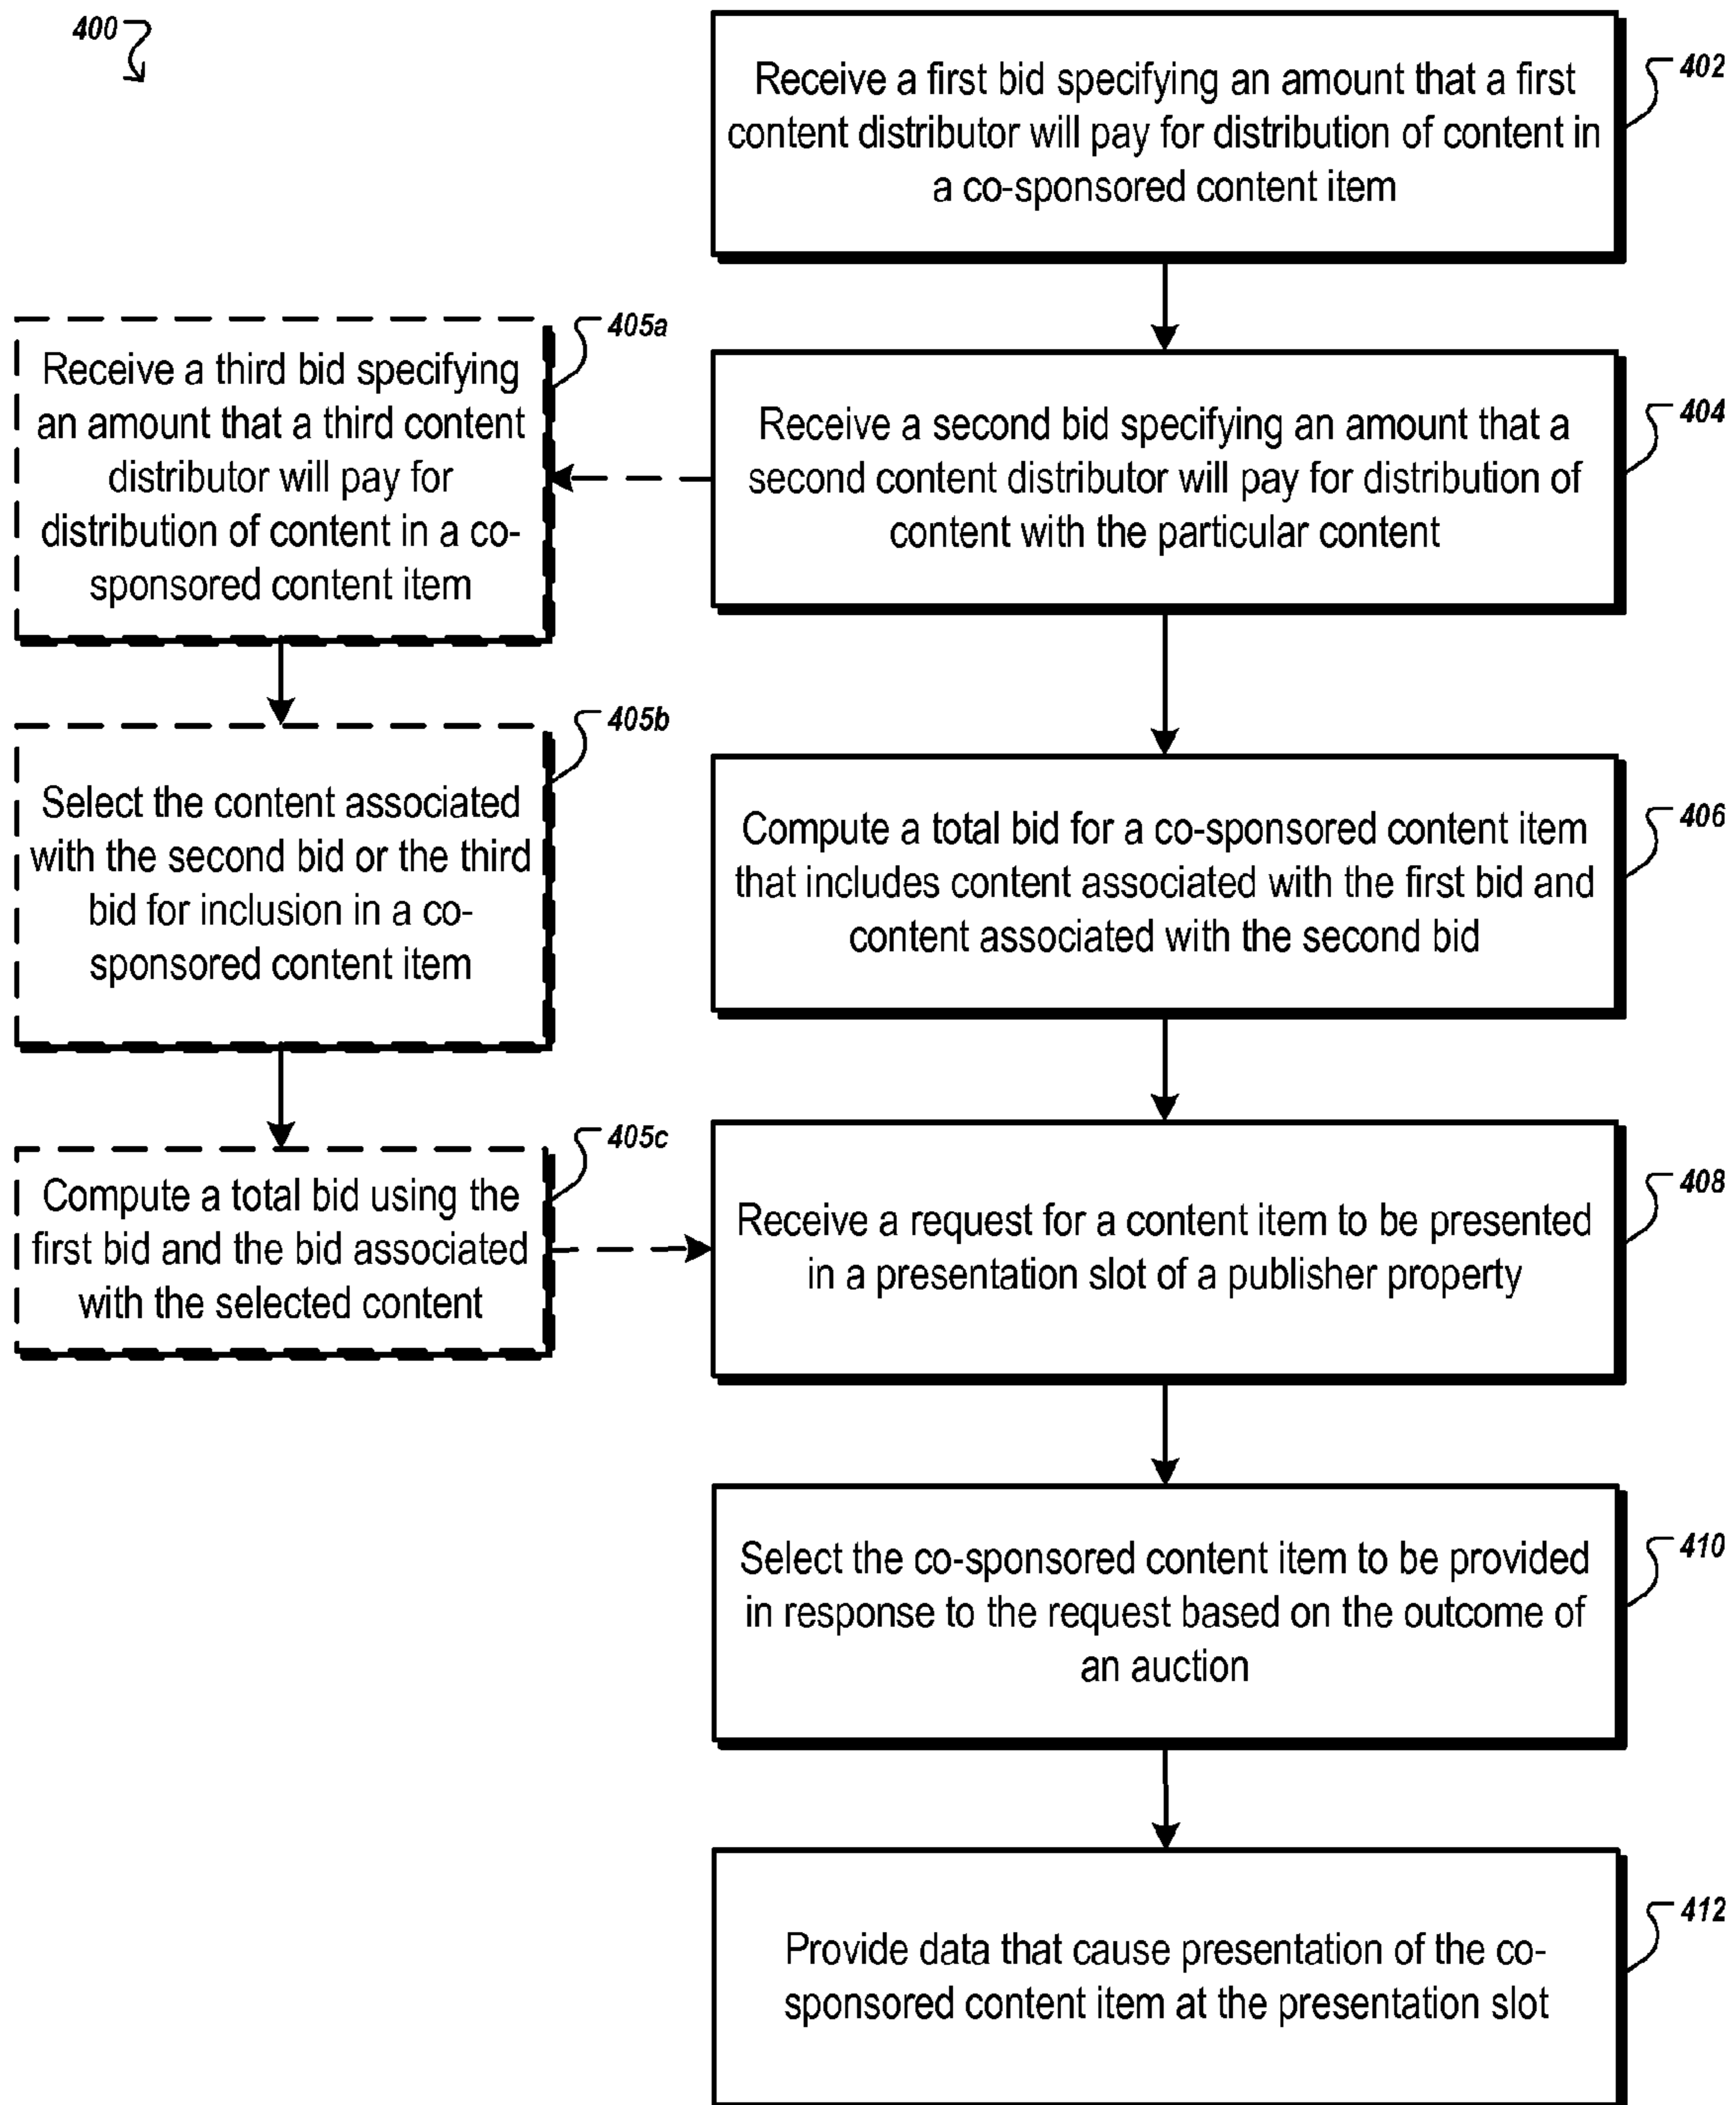 400
Receive a first bid specifying an amount that a first
content distributor will pay for distribution of content in
a co-sponsored content item
402
Receive a third bid specifying
an amount that a third content
distributor will pay for
distribution of content in a co-
sponsored content item
405a
Receive a second bid specifying an amount that a
second content distributor will pay for distribution of
content with the particular content
404
Select the content associated
with the second bid or the third
bid for inclusion in a co-
sponsored content item
405b
Compute a total bid for a co-sponsored content item
that includes content associated with the first bid and
content associated with the second bid
406
Compute a total bid using the
first bid and the bid associated
with the selected content
405c
Receive a request for a content item to be presented
in a presentation slot of a publisher property
408
Select the co-sponsored content item to be provided
in response to the request based on the outcome of
an auction
410
Provide data that cause presentation of the co-
sponsored content item at the presentation slot
412